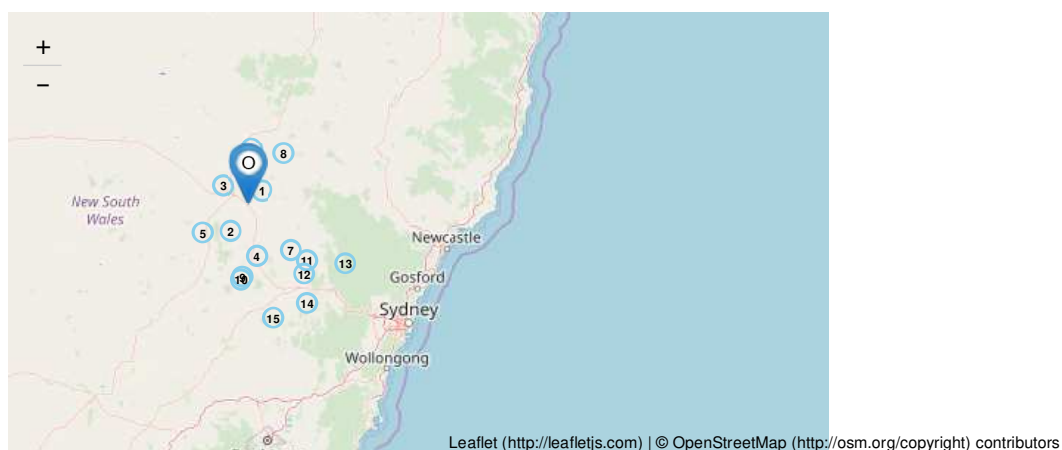 +
−
O
8
3
1
New South
Wales
5
2
Newcastle
7
4
11
13
9
10
12
Gosford
14
Sydney
15
Wollongong
Leaflet (http://leafletjs.com) | © OpenStreetMap (http://osm.org/copyright) contributors